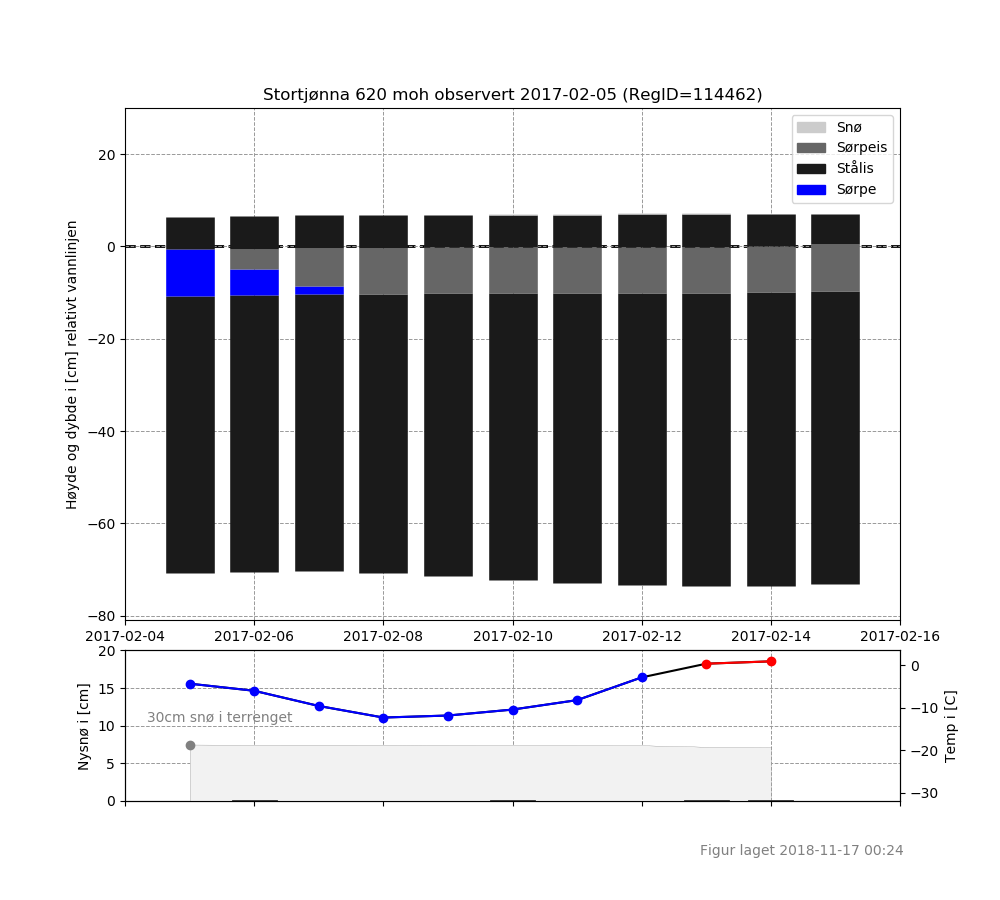 Stortjønna 620 moh observert 2017-02-05 (RegID=114462)
Snø
Sørpeis
Stålis
Sørpe
Høyde og dybde i [cm] relativt vannlinjen
20
0
−20
−40
−60
−80
2017-02-04 2017-02-06 2017-02-08 2017-02-10 2017-02-12 2017-02-14 2017-02-16
Nysnø i [cm]
20
15
10
5
0
30cm snø i terrenget
0
−10
−20
−30
Temp i [C]
Figur laget 2018-11-17 00:24